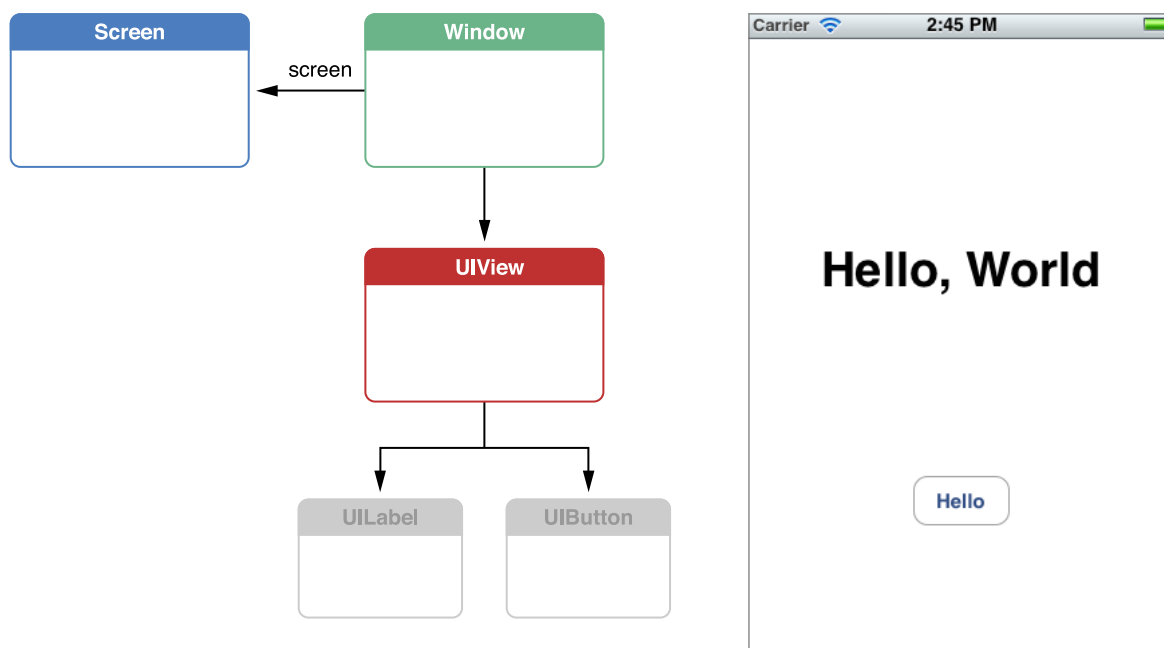 Screen
Window
screen
UIView
UILabel
UIButton
Carrier
2:45 PM
Hello, World
Hello